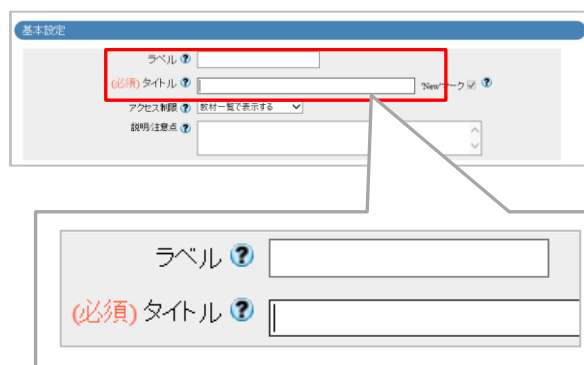 基本設定
ラベル
(必須) タイトル 'New'マーク
アクセス制限 教材一覧で表示する
説明/注意点
ラベル
(必須) タイトル